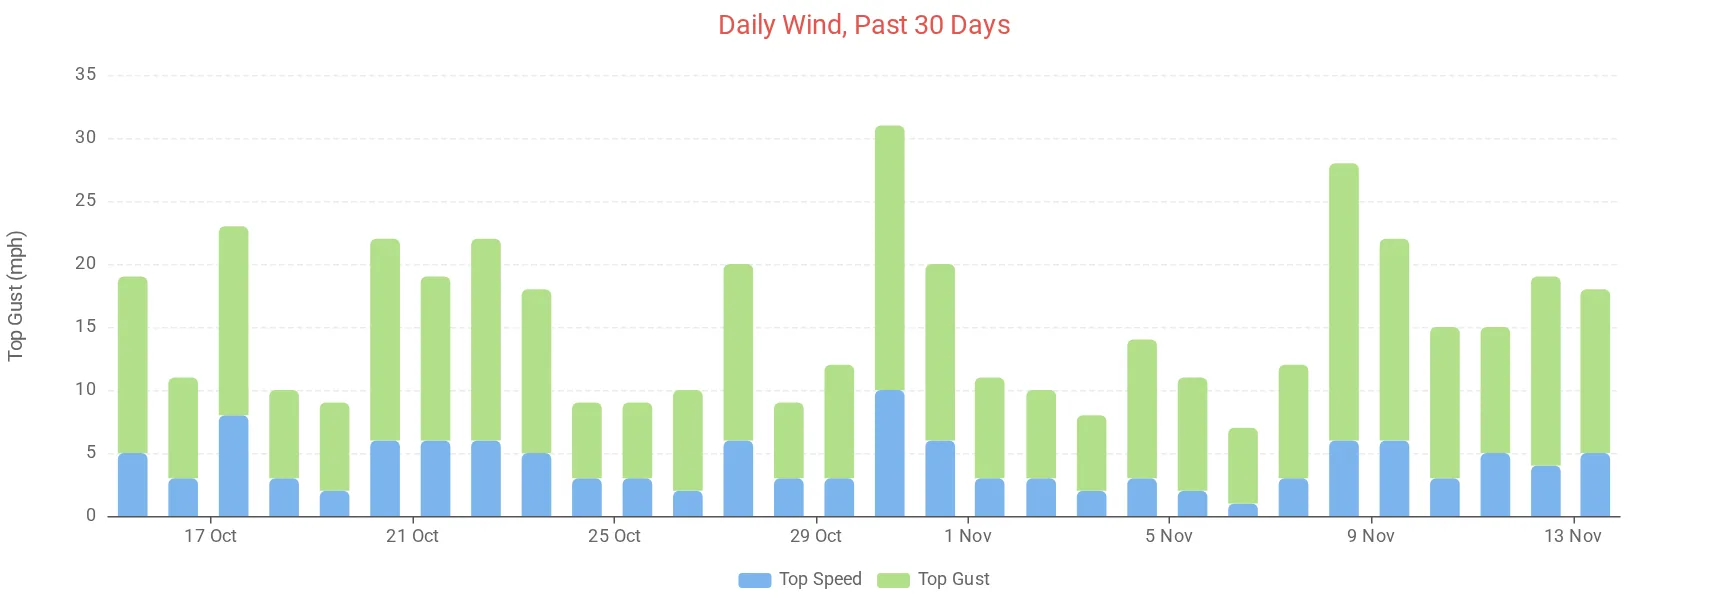 Daily Wind, Past 30 Days
Top Gust (mph)
35
30
25
20
15
10
5
0
17 Oct
21 Oct
25 Oct
29 Oct
1 Nov
5 Nov
9 Nov
13 Nov
Top Speed
Top Gust